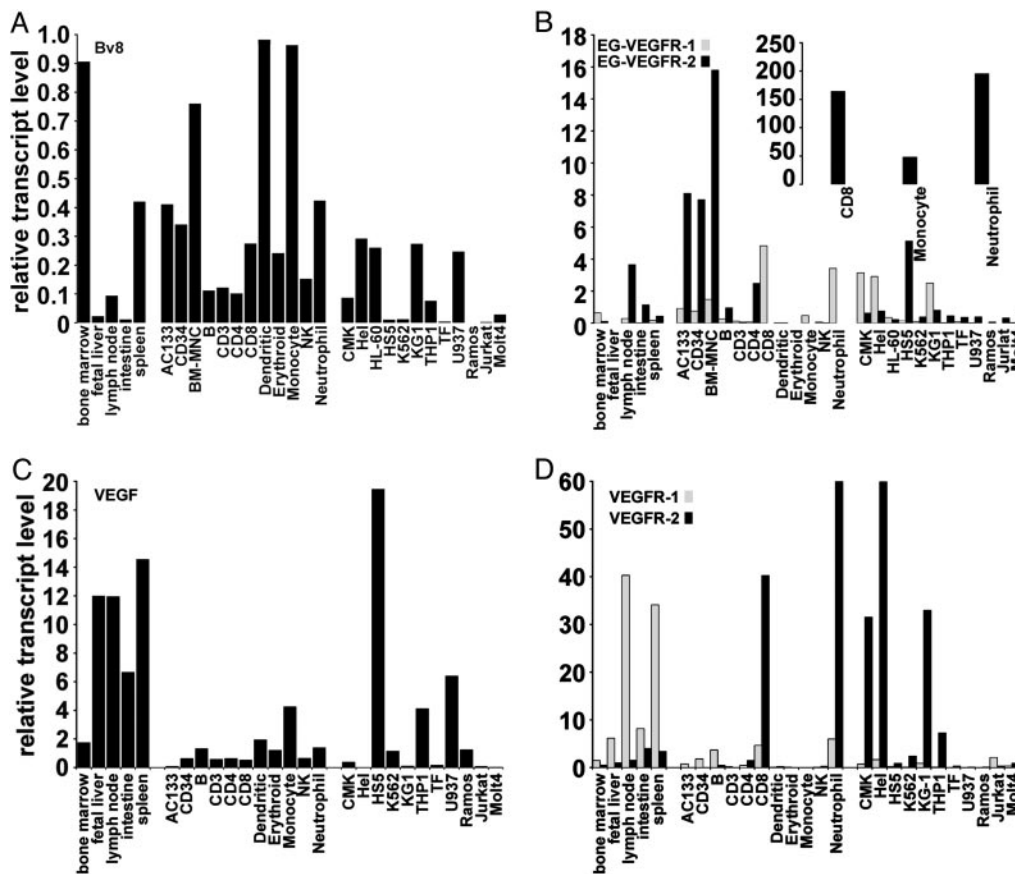 A
Bv8
relative transcript level
1.0
0.9
0.8
0.7
0.6
0.5
0.4
0.3
0.2
0.1
0
bone marrow
fetal liver
lymph node
intestine
spleen
AC133
CD34
BM-MNC
B
CD3
CD4
CD8
Dendritic
Erythroid
Monocyte
NK
Neutrophil
CMK
Hel
HL-60
HS5
K562
KG1
THP1
TF
U937
Ramos
Jurkat
Molt4
B
EG-VEGFR-1
EG-VEGFR-2
18
16
14
12
10
8
6
4
2
0
250
200
150
100
50
0
CD8
Monocyte
Neutrophil
bone marrow
fetal liver
lymph node
intestine
spleen
AC133
CD34
BM-MNC
B
CD3
CD4
CD8
Dendritic
Erythroid
Monocyte
NK
Neutrophil
CMK
Hel
HL-60
HS5
K562
KG1
THP1
TF
U937
Ramos
C
VEGF
relative transcript level
20
18
16
14
12
10
8
6
4
2
0
bone marrow
fetal liver
lymph node
intestine
spleen
AC133
CD34
B
CD3
CD4
CD8
Dendritic
Erythroid
Monocyte
NK
Neutrophil
CMK
Hel
HS5
K562
KG1
THP1
TF
U937
Ramos
Jurkat
Molt4
D
VEGFR-1
VEGFR-2
60
50
40
30
20
10
0
bone marrow
fetal liver
lymph node
intestine
spleen
AC133
CD34
B
CD3
CD4
CD8
Dendritic
Erythroid
Monocyte
NK
Neutrophil
CMK
Hel
HS5
K562
KG-1
THP1
TF
U937
Ramos
Jurkat
Molt4